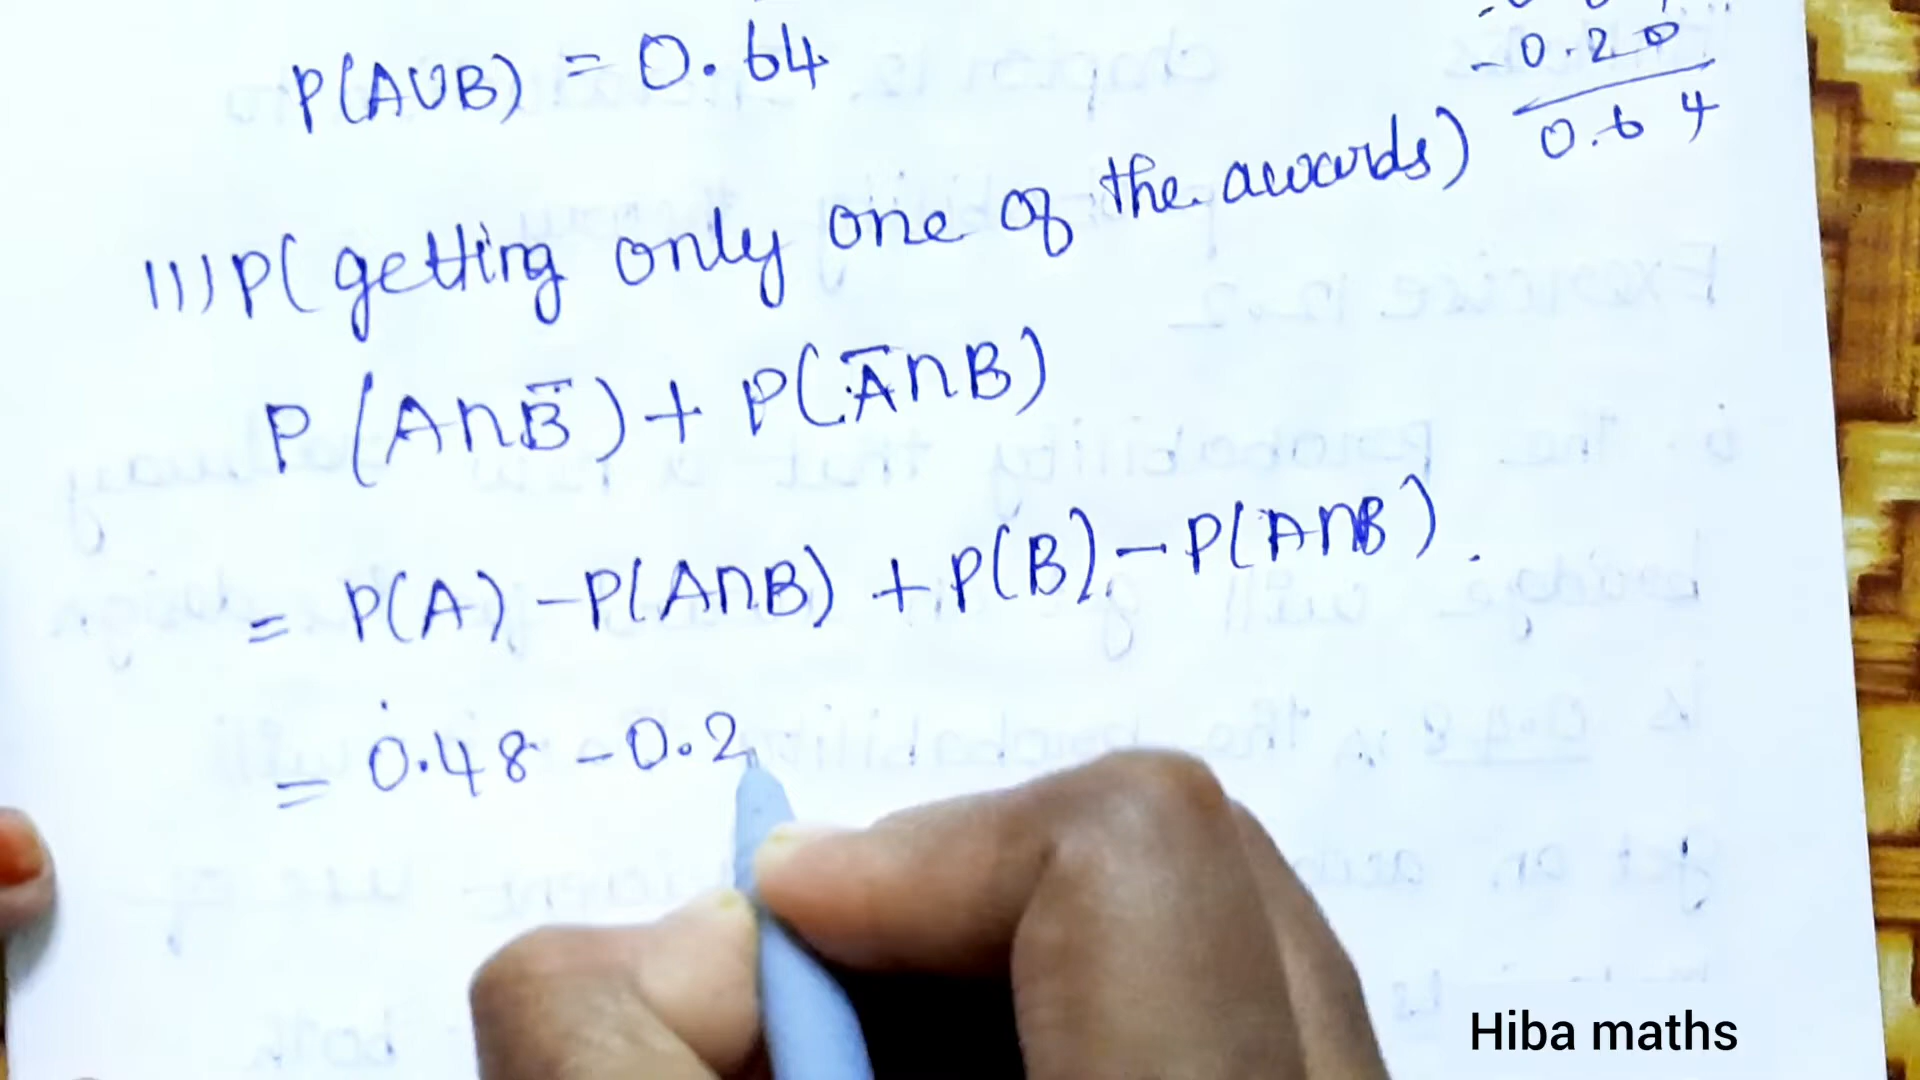 P(A∪B) = 0.64
- 0.20
0.64
iii) P( getting only one of the awards)
P(A∩B̅) + P(A̅∩B)
= P(A) - P(A∩B) + P(B) - P(A∩B).
= 0.48 - 0.2
Hiba maths